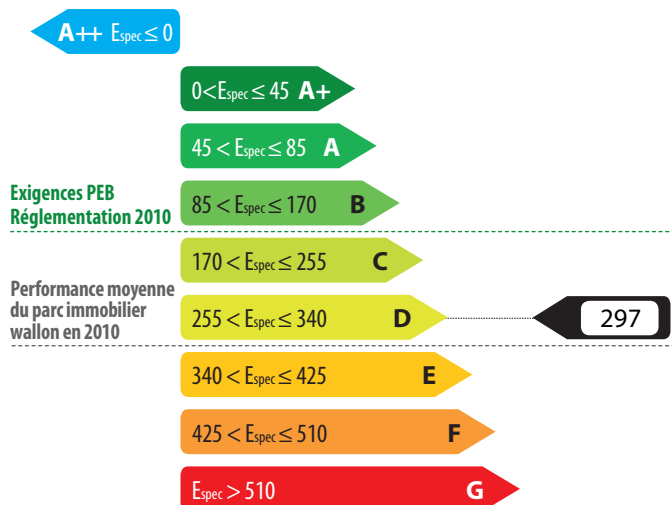 A++ Espec ≤ 0
0<Espec ≤ 45 A+
45 < Espec ≤ 85 A
Exigences PEB
Réglementation 2010
85 < Espec ≤ 170 B
170 < Espec ≤ 255 C
Performance moyenne
du parc immobilier
wallon en 2010
255 < Espec ≤ 340 D
297
340 < Espec ≤ 425 E
425 < Espec ≤ 510 F
Espec > 510 G